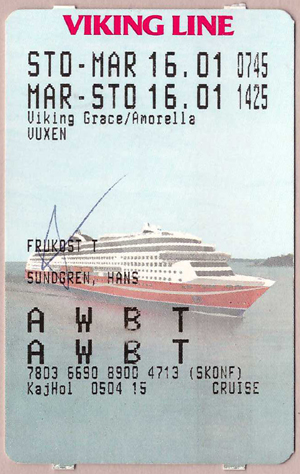 VIKING LINE
STO-MAR 16.01 0745
MAR-STO 16.01 1425
Viking Grace/Amorella
VUXEN
FRUKOST T
SUNDGREN, HANS
A W B T
A W B T
7803 6690 8900 4713 (SKONF)
KajHol 0504 15 CRUISE